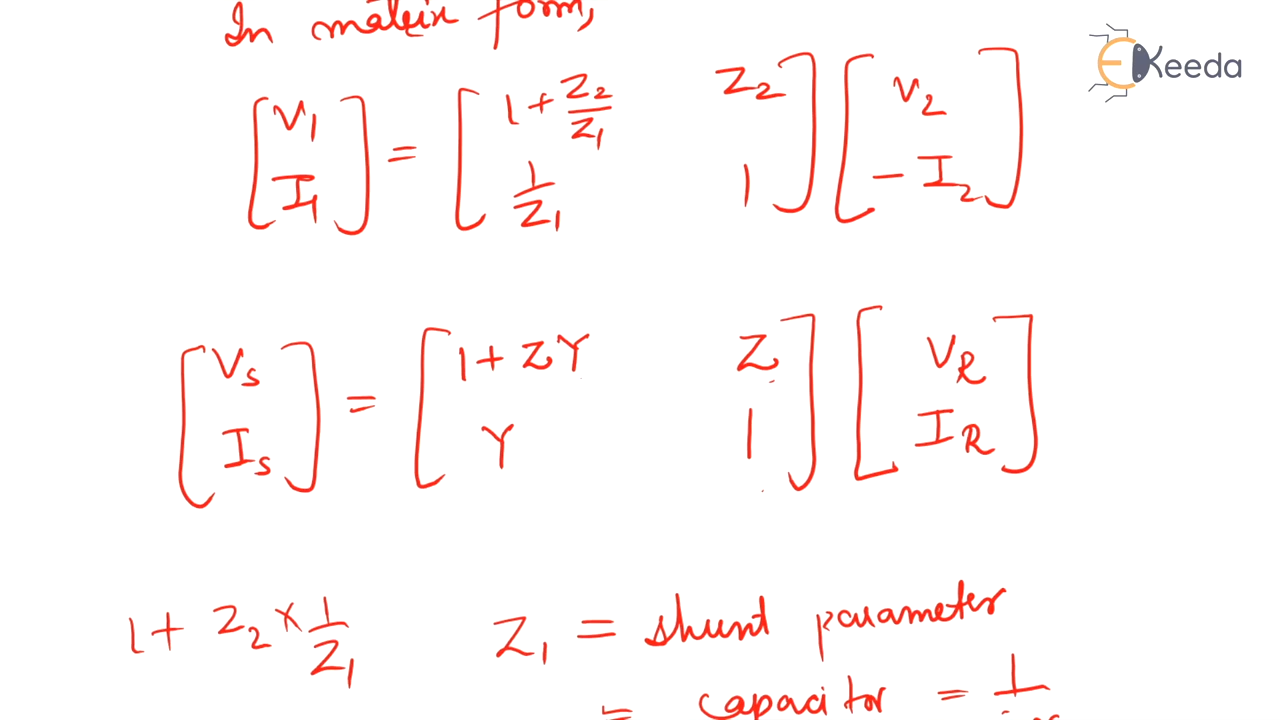 In matrix form,
EKeeda
[V1 I1] = [1 + Z2/Z1 Z2 1/Z1 1] [V2 -I2]
[Vs Is] = [1 + ZY Z Y 1] [VR IR]
1 + Z2 × 1/Z1 Z1 = shunt parameter
= capacitor = 1